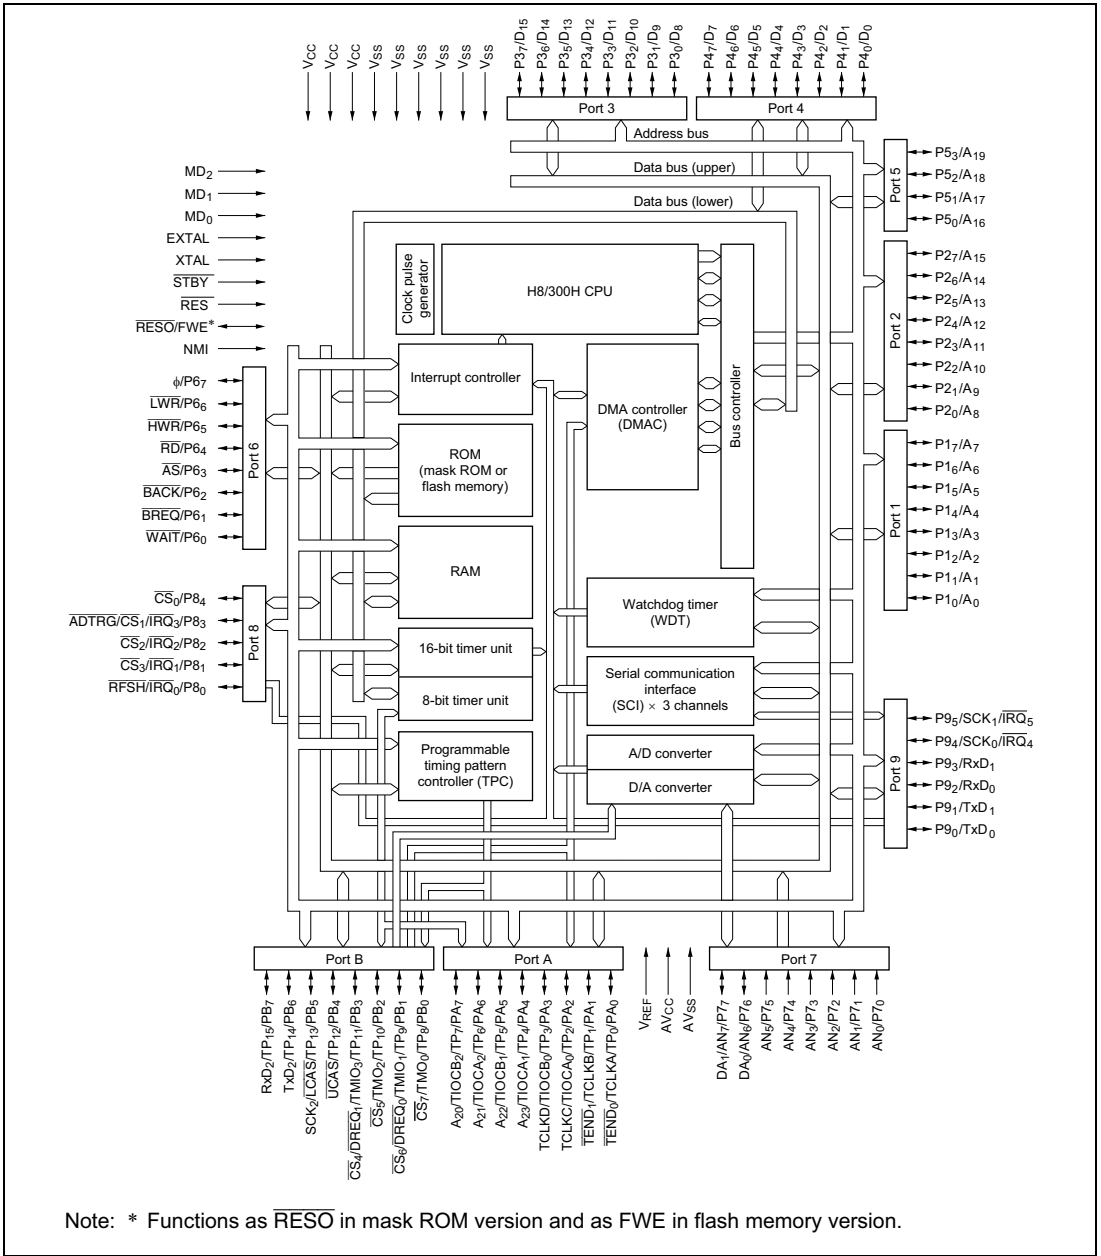 VCC
VCC
VCC
VSS
VSS
VSS
VSS
VSS
VSS
P37/D15
P36/D14
P35/D13
P34/D12
P33/D11
P32/D10
P31/D9
P30/D8
P47/D7
P46/D6
P45/D5
P44/D4
P43/D3
P42/D2
P41/D1
P40/D0
Port 3
Port 4
Address bus
Data bus (upper)
Data bus (lower)
MD2
MD1
MD0
EXTAL
XTAL
STBY
RES
RESO/FWE*
NMI
P53/A19
P52/A18
P51/A17
P50/A16
Port 5
P27/A15
P26/A14
P25/A13
P24/A12
P23/A11
P22/A10
P21/A9
P20/A8
Port 2
P17/A7
P16/A6
P15/A5
P14/A4
P13/A3
P12/A2
P11/A1
P10/A0
Port 1
Clock pulse
generator
H8/300H CPU
Interrupt controller
DMA controller
(DMAC)
Bus controller
ROM
(mask ROM or
flash memory)
RAM
16-bit timer unit
8-bit timer unit
Programmable
timing pattern
controller (TPC)
Watchdog timer
(WDT)
Serial communication
interface
(SCI) × 3 channels
A/D converter
D/A converter
φ/P67
LWR/P66
HWR/P65
RD/P64
AS/P63
BACK/P62
BREQ/P61
WAIT/P60
Port 6
CS0/P84
ADTRG/CS1/IRQ3/P83
CS2/IRQ2/P82
CS3/IRQ1/P81
RFSH/IRQ0/P80
Port 8
P95/SCK1/IRQ5
P94/SCK0/IRQ4
P93/RxD1
P92/RxD0
P91/TxD1
P90/TxD0
Port 9
Port B
Port A
Port 7
RxD2/TP15/PB7
TxD2/TP14/PB6
SCK2/LCAS/TP13/PB5
UCAS/TP12/PB4
CS4/DREQ1/TMIO3/TP11/PB3
CS5/TMO2/TP10/PB2
CS6/DREQ0/TMIO1/TP9/PB1
CS7/TMO0/TP8/PB0
A20/TIOCB2/TP7/PA7
A21/TIOCA2/TP6/PA6
A22/TIOCB1/TP5/PA5
A23/TIOCA1/TP4/PA4
TCLKD/TIOCB0/TP3/PA3
TCLKC/TIOCA0/TP2/PA2
TEND1/TCLKB/TP1/PA1
TEND0/TCLKA/TP0/PA0
VREF
AVCC
AVSS
DA1/AN7/P77
DA0/AN6/P76
AN5/P75
AN4/P74
AN3/P73
AN2/P72
AN1/P71
AN0/P70
Note: * Functions as RESO in mask ROM version and as FWE in flash memory version.